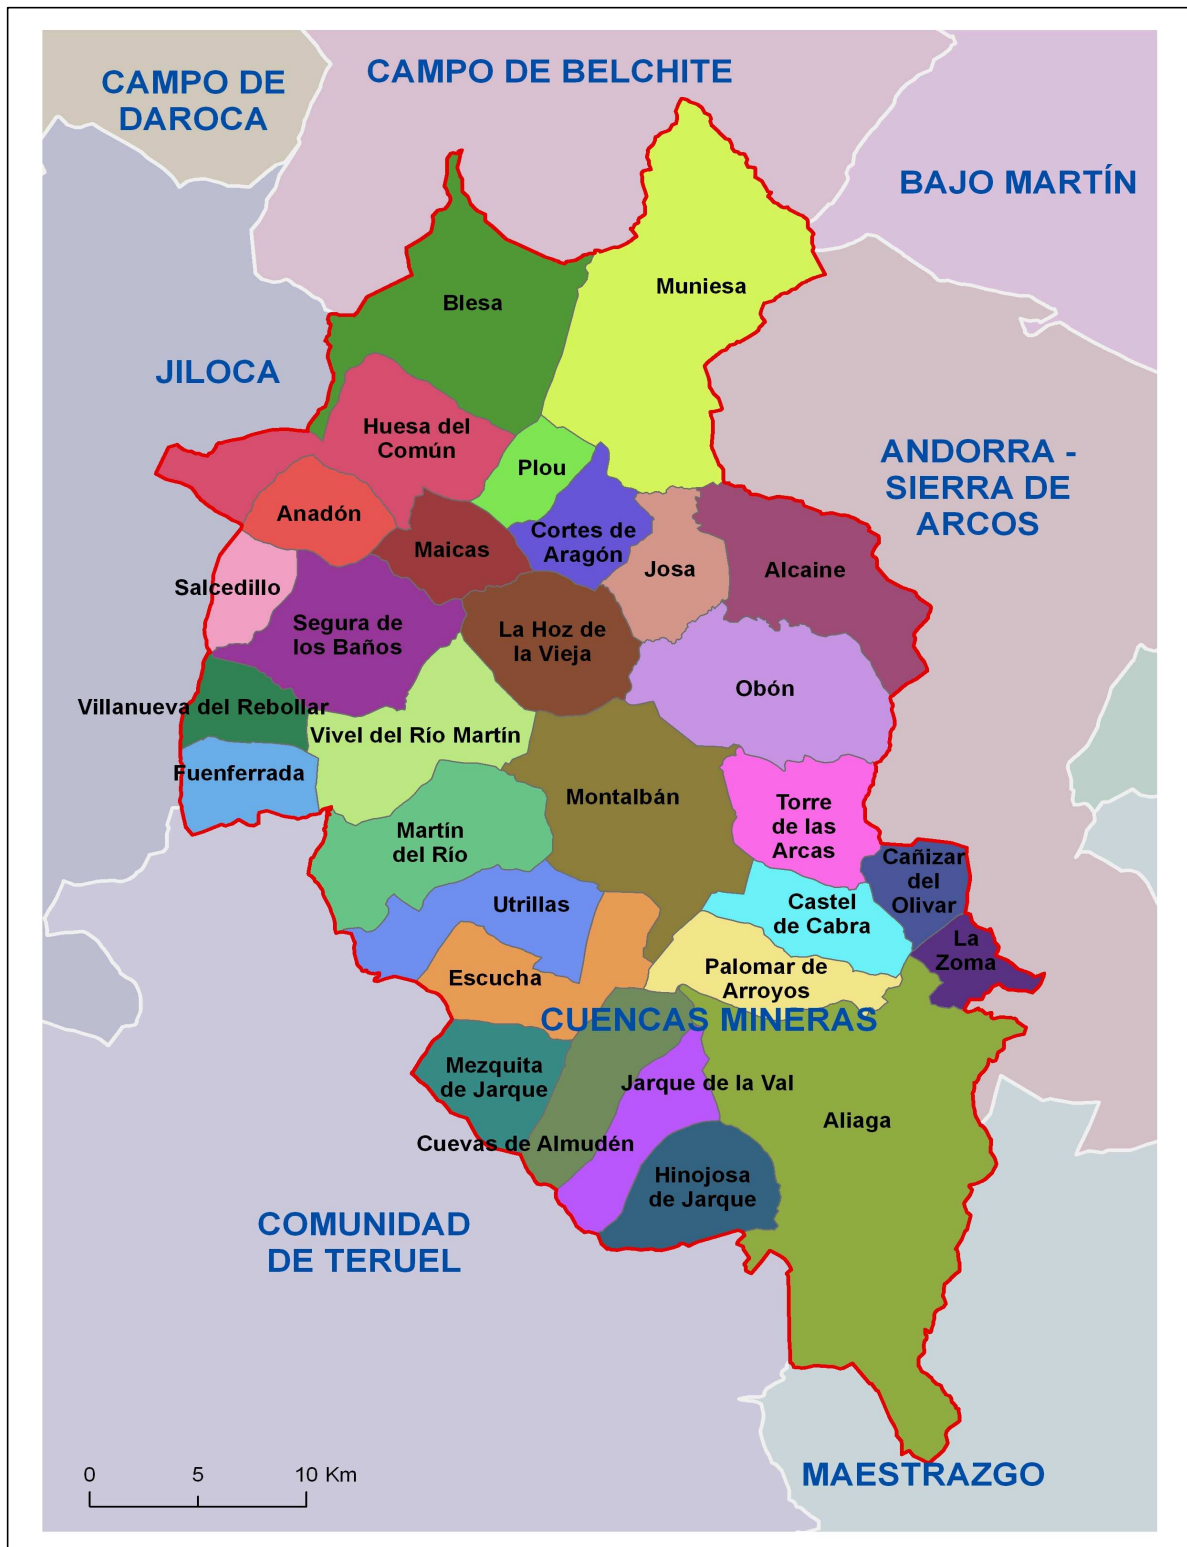 CAMPO DE
DAROCA
CAMPO DE BELCHITE
BAJO MARTÍN
Muniesa
Blesa
JILOCA
Huesa del
Común
Plou
ANDORRA -
SIERRA DE
ARCOS
Anadón
Maicas
Cortes de
Aragón
Josa
Alcaine
Salcedillo
Segura de
los Baños
La Hoz de
la Vieja
Obón
Villanueva del Rebollar
Vivel del Río Martín
Fuenferrada
Montalbán
Torre
de las
Arcas
Martín
del Río
Cañizar
del
Olivar
Utrillas
Castel
de Cabra
La
Zoma
Escucha
Palomar de
Arroyos
CUENCAS MINERAS
Mezquita
de Jarque
Jarque de la Val
Aliaga
Cuevas de Almudén
Hinojosa
de Jarque
COMUNIDAD
DE TERUEL
MAESTRAZGO
0 5 10 Km